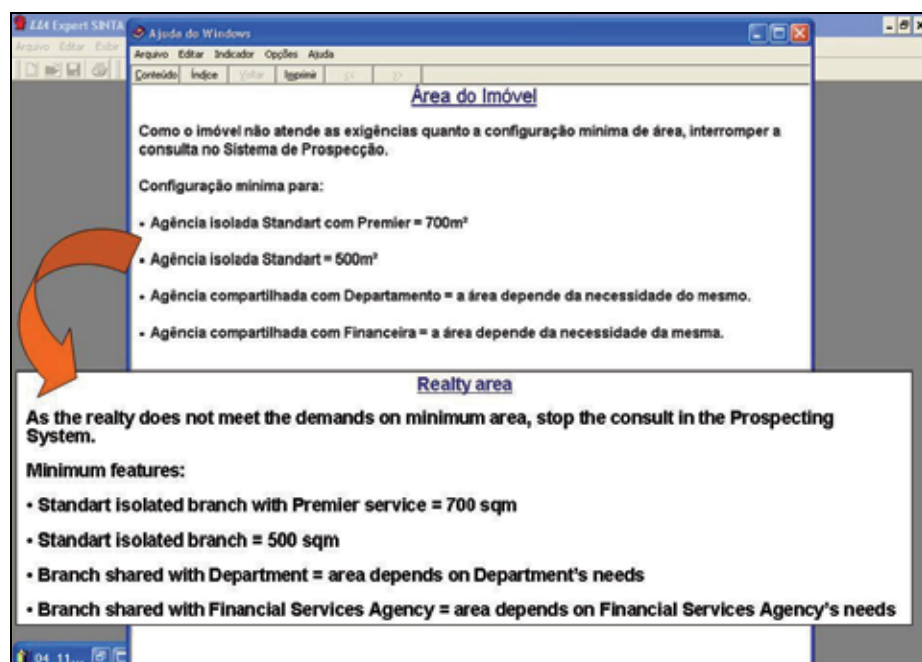 Expert SINTA
Ajuda do Windows
Arquivo Editar Exibir
Arquivo Editar Indicador Opções Ajuda
Conteúdo Índice Voltar Imprimir << >>
Área do Imóvel
Como o imóvel não atende as exigências quanto a configuração mínima de área, interromper a
consulta no Sistema de Prospecção.
Configuração mínima para:
• Agência isolada Standart com Premier = 700m²
• Agência isolada Standart = 500m²
• Agência compartilhada com Departamento = a área depende da necessidade do mesmo.
• Agência compartilhada com Financeira = a área depende da necessidade da mesma.
Realty area
As the realty does not meet the demands on minimum area, stop the consult in the Prospecting
System.
Minimum features:
• Standart isolated branch with Premier service = 700 sqm
• Standart isolated branch = 500 sqm
• Branch shared with Department = area depends on Department's needs
• Branch shared with Financial Services Agency = area depends on Financial Services Agency's needs
04_11...